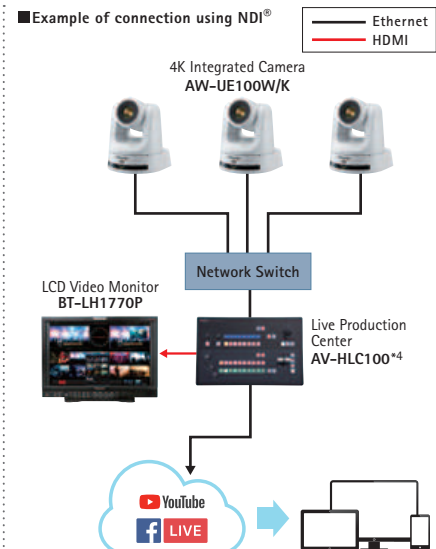 ■Example of connection using NDI®
Ethernet
HDMI
4K Integrated Camera
AW-UE100W/K
Network Switch
LCD Video Monitor
BT-LH1770P
Live Production
Center
AV-HLC100*4
YouTube
f LIVE